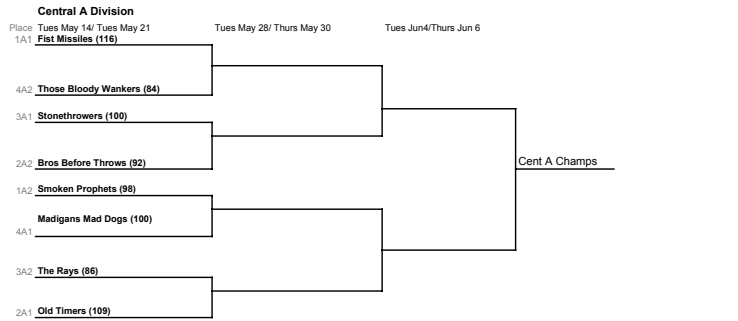 Central A Division
Place Tues May 14/ Tues May 21 Tues May 28/ Thurs May 30 Tues Jun4/Thurs Jun 6
1A1 Fist Missiles (116)
4A2 Those Bloody Wankers (84)
3A1 Stonethrowers (100)
2A2 Bros Before Throws (92)
Cent A Champs
1A2 Smoken Prophets (98)
Madigans Mad Dogs (100)
4A1
3A2 The Rays (86)
2A1 Old Timers (109)